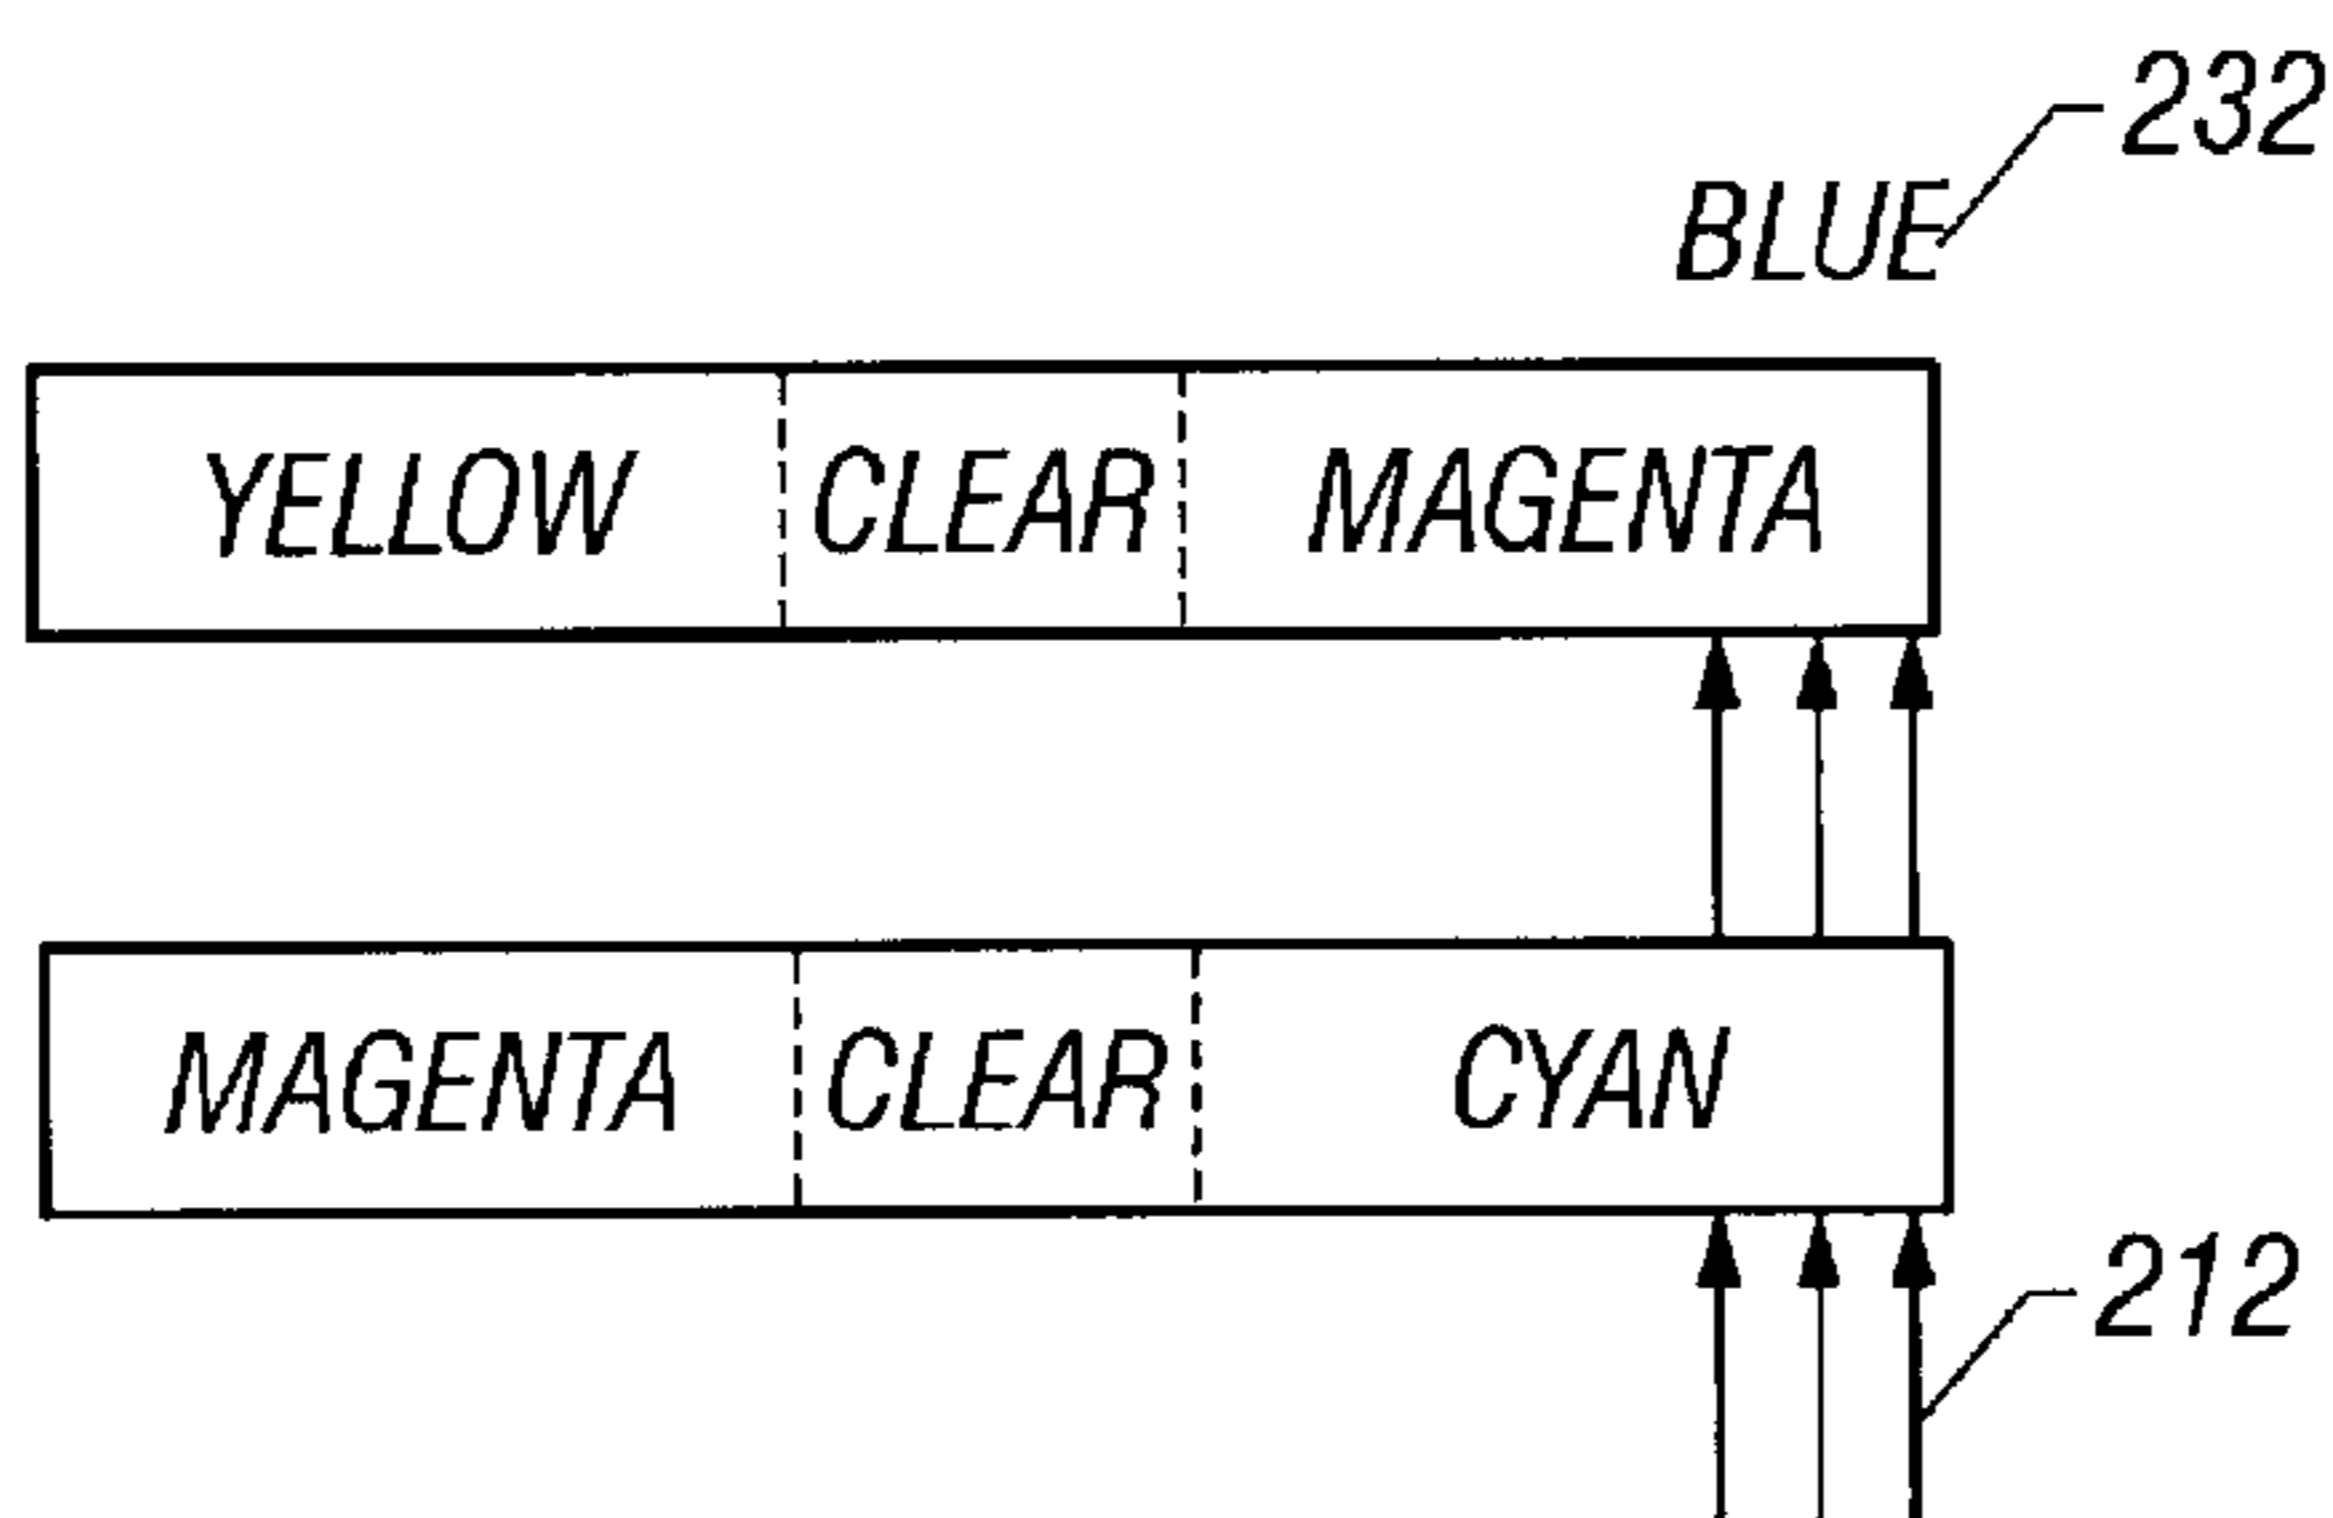 232
BLUE
YELLOW CLEAR MAGENTA
MAGENTA CLEAR CYAN
212